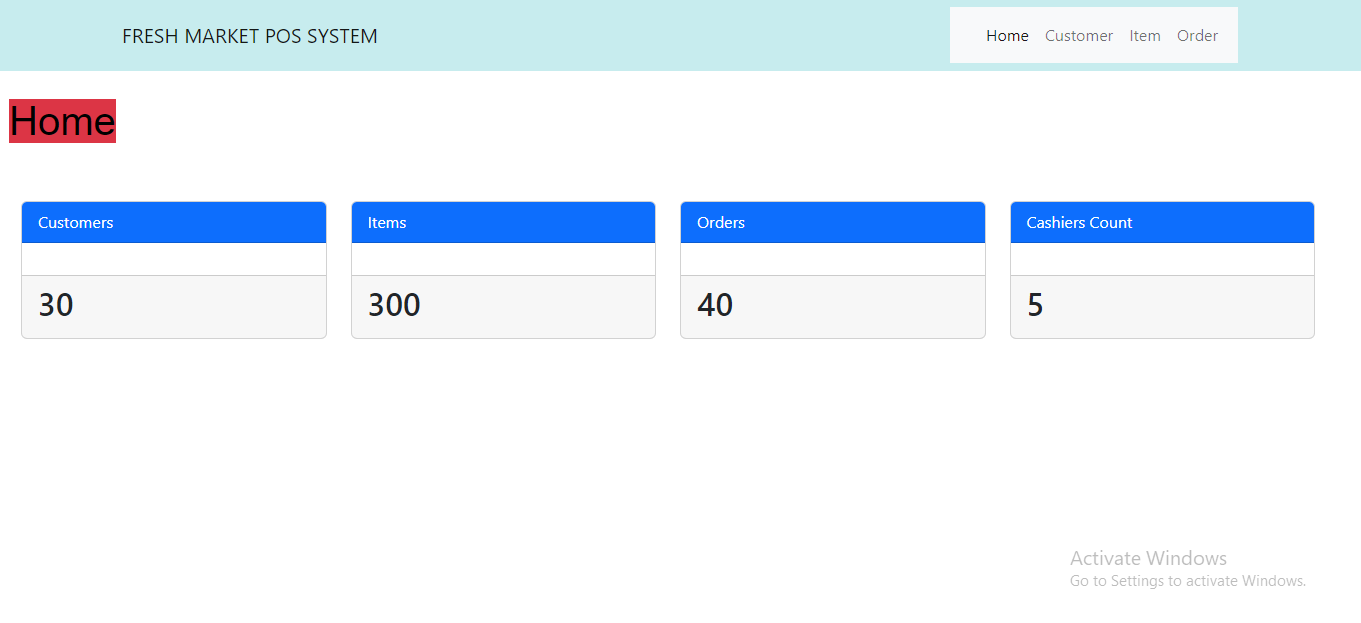 FRESH MARKET POS SYSTEM
Home Customer Item Order
Home
Customers
30
Items
300
Orders
40
Cashiers Count
5
Activate Windows
Go to Settings to activate Windows.